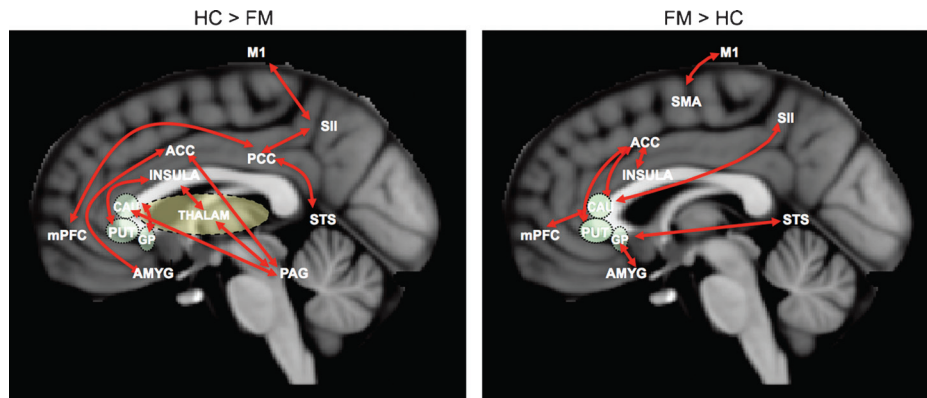 HC > FM
M1
SII
ACC
PCC
INSULA
CAU
THALAM
STS
mPFC
PUT
GP
AMYG
PAG
FM > HC
M1
SMA
SII
ACC
INSULA
CAU
STS
mPFC
PUT
GP
AMYG